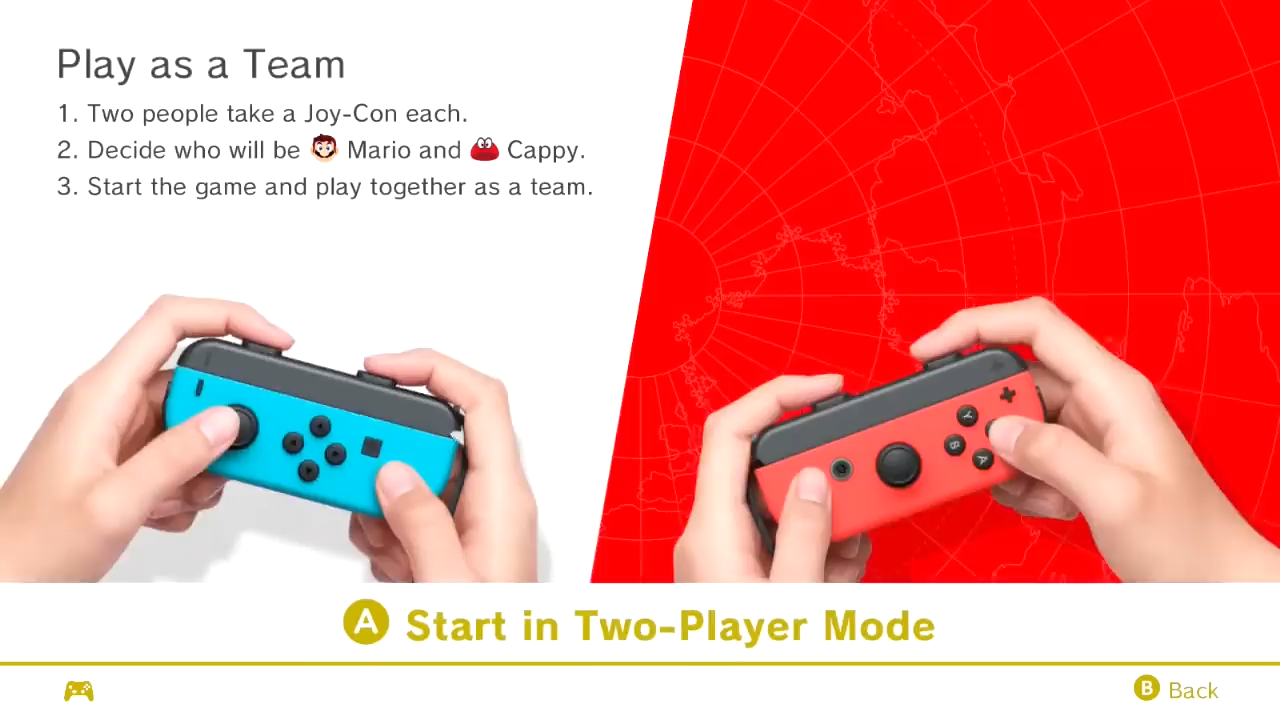 Play as a Team
1. Two people take a Joy-Con each.
2. Decide who will be Mario and Cappy.
3. Start the game and play together as a team.
Y
B
A
A Start in Two-Player Mode
B Back